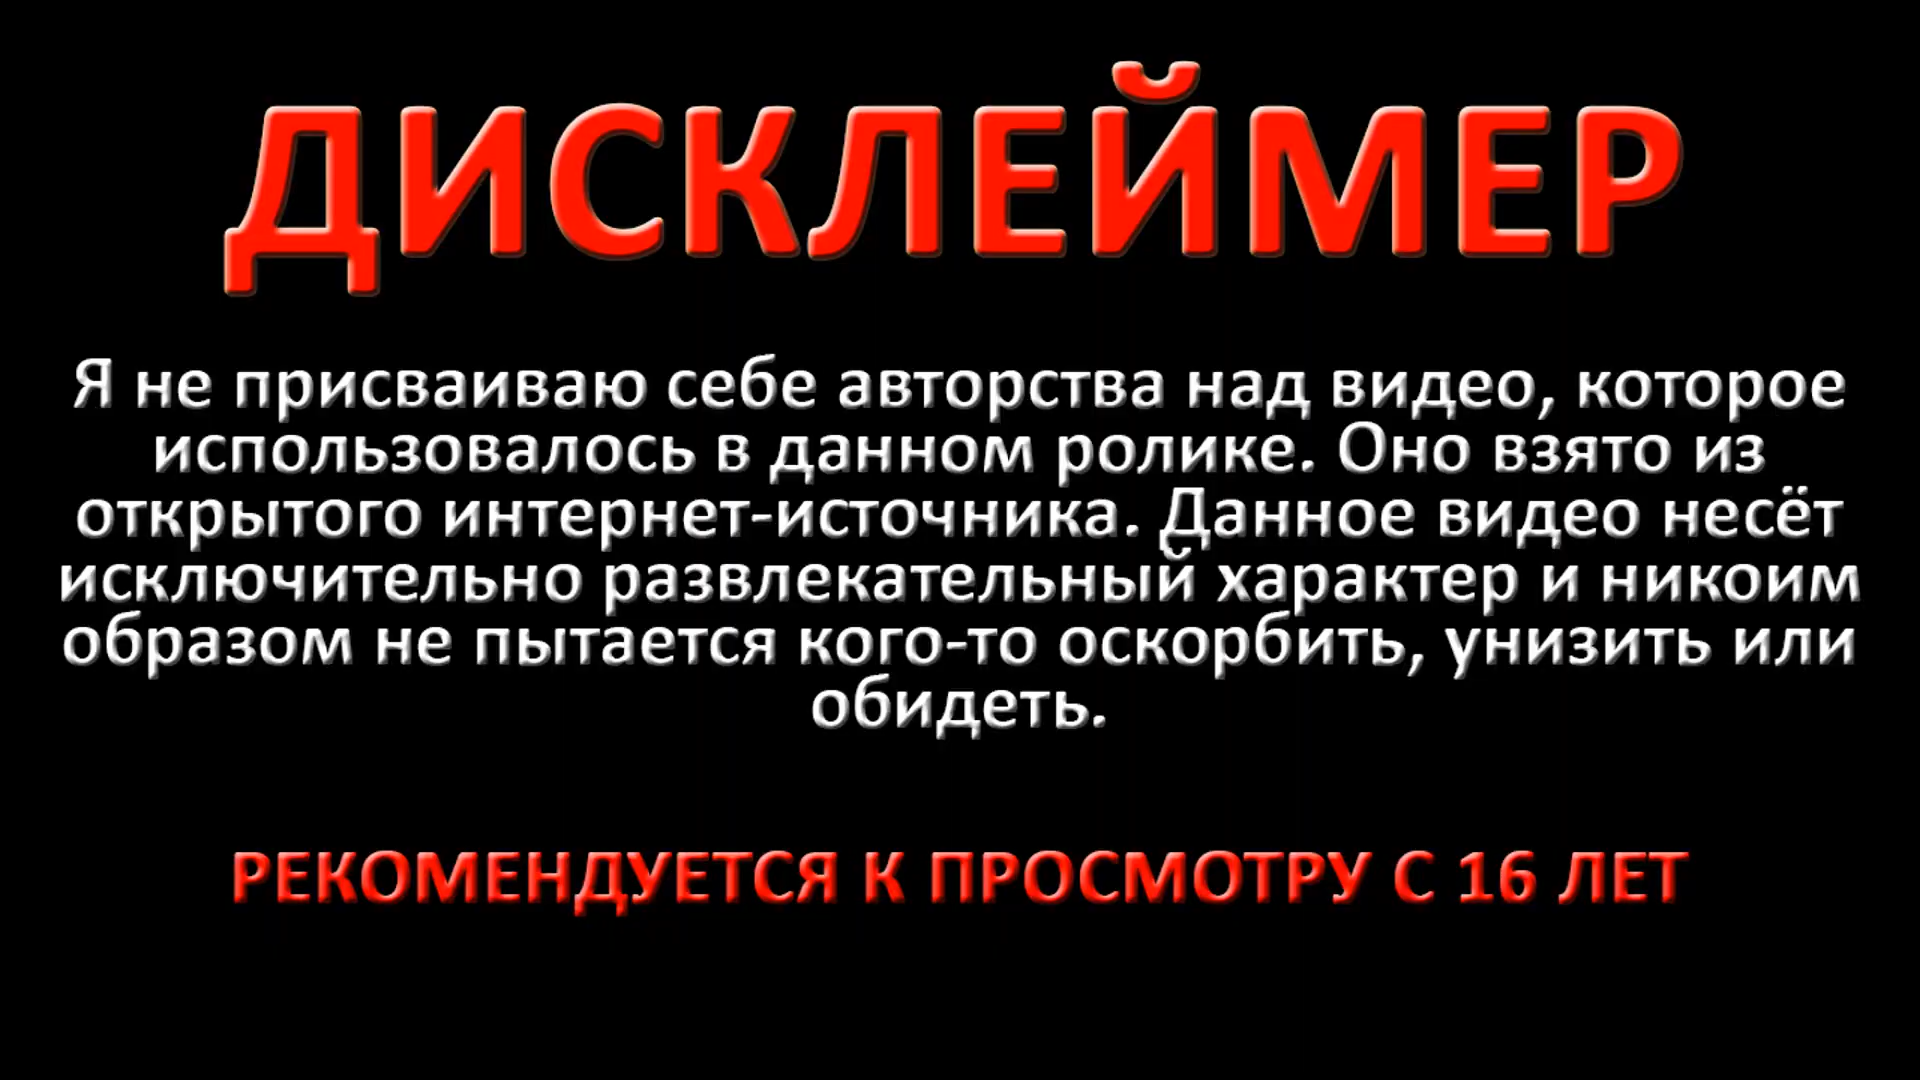 ДИСКЛЕЙМЕР
Я не присваиваю себе авторства над видео, которое
использовалось в данном ролике. Оно взято из
открытого интернет-источника. Данное видео несёт
исключительно развлекательный характер и никоим
образом не пытается кого-то оскорбить, унизить или
обидеть.
РЕКОМЕНДУЕТСЯ К ПРОСМОТРУ С 16 ЛЕТ